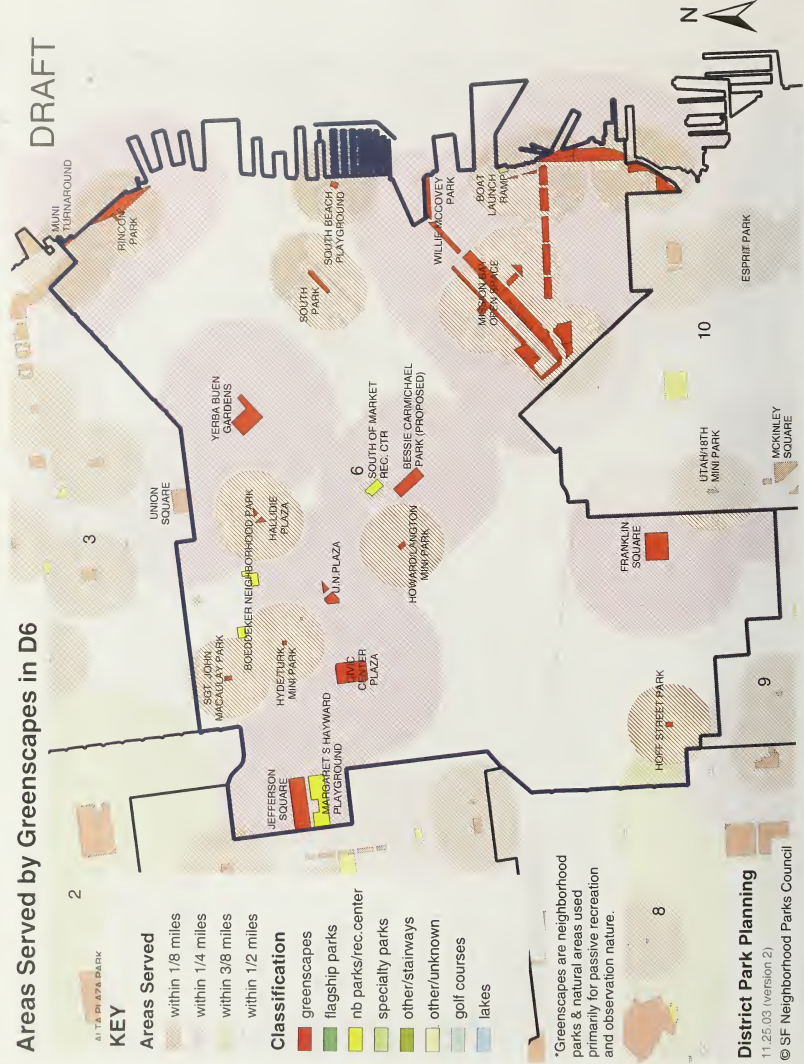 Areas Served by Greenscapes in D6
DRAFT
N
2
ALTA PLAZA PARK
KEY
Areas Served
within 1/8 miles
within 1/4 miles
within 3/8 miles
within 1/2 miles
Classification
greenscapes
flagship parks
nb parks/rec.center
specialty parks
other/stairways
other/unknown
golf courses
lakes
*Greenscapes are neighborhood
parks & natural areas used
primarily for passive recreation
and observation nature.
District Park Planning
11.25.03 (version 2)
© SF Neighborhood Parks Council
3
UNION
SQUARE
MUNI
TURNAROUND
RINCON
PARK
SGT. JOHN
MACAULAY PARK
BOEDDEKER NEIGHBORHOOD PARK
HALLIDIE
PLAZA
YERBA BUEN
GARDENS
SOUTH
PARK
SOUTH BEACH
PLAYGROUND
JEFFERSON
SQUARE
MARGARET S HAYWARD
PLAYGROUND
HYDE/TURK
MINI PARK
CIVIC
CENTER
PLAZA
U.N.PLAZA
6
SOUTH OF MARKET
REC. CTR
BESSIE CARMICHAEL
PARK (PROPOSED)
HOWARD/LANGTON
MINI PARK
WILLIE MCCOVEY
PARK
MISSION BAY
OPEN SPACE
BOAT
LAUNCH
RAMP
HOFF STREET PARK
FRANKLIN
SQUARE
UTAH/18TH
MINI PARK
MCKINLEY
SQUARE
ESPRIT PARK
8
9
10